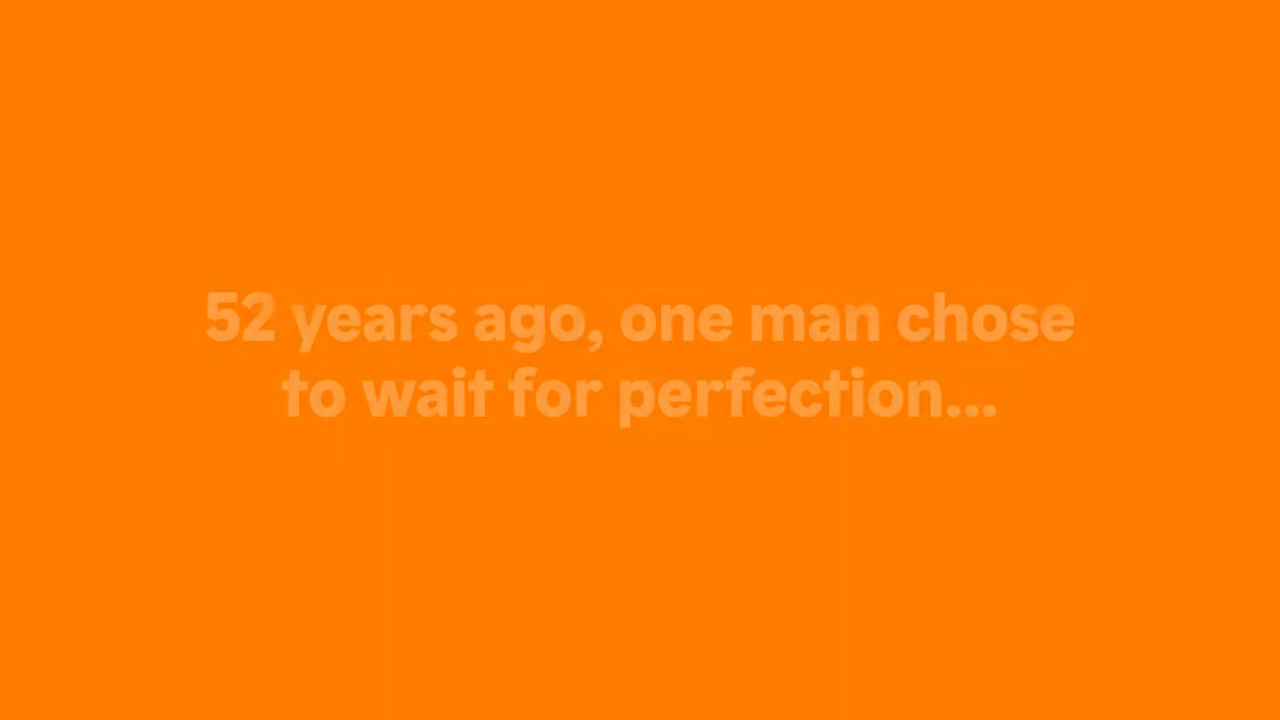 52 years ago, one man chose
to wait for perfection...